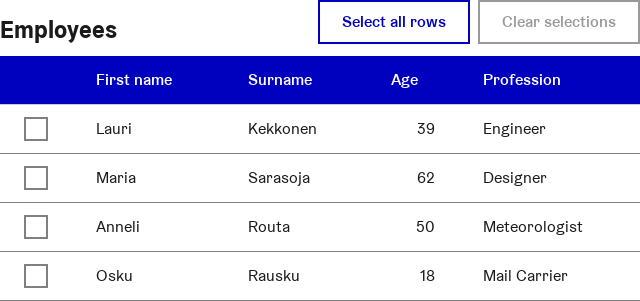 Employees
Select all rows Clear selections
First name Surname Age Profession
Lauri Kekkonen 39 Engineer
Maria Sarasoja 62 Designer
Anneli Routa 50 Meteorologist
Osku Rausku 18 Mail Carrier